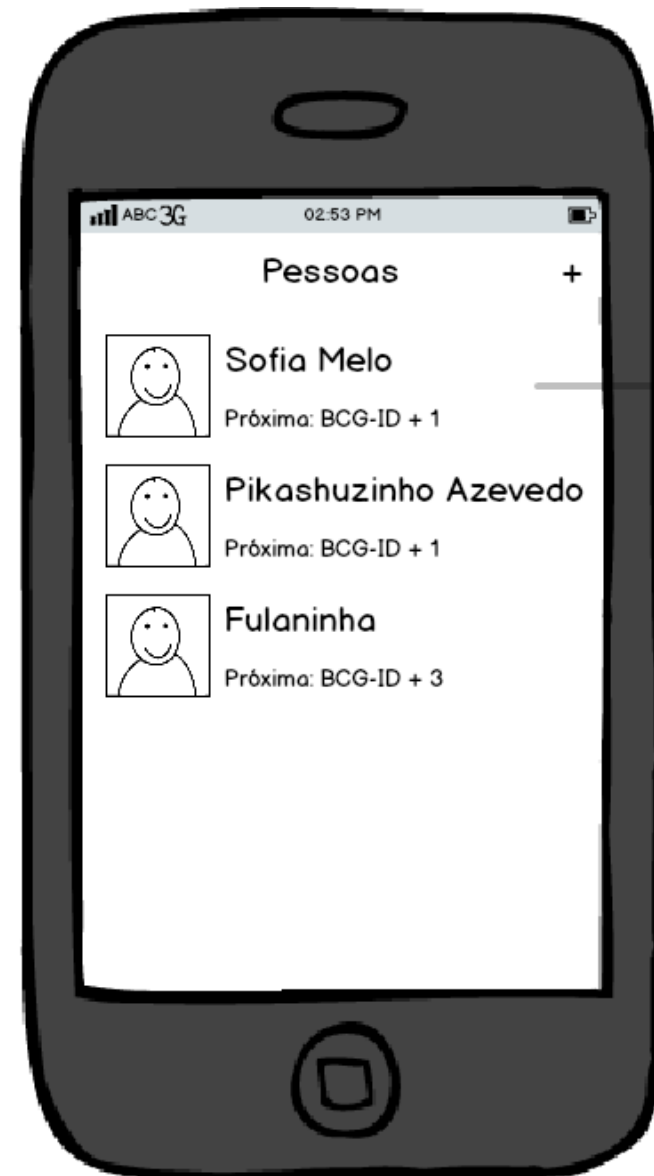 ABC 3G 02:53 PM
Pessoas +
Sofia Melo
Próxima: BCG-ID + 1
Pikashuzinho Azevedo
Próxima: BCG-ID + 1
Fulaninha
Próxima: BCG-ID + 3